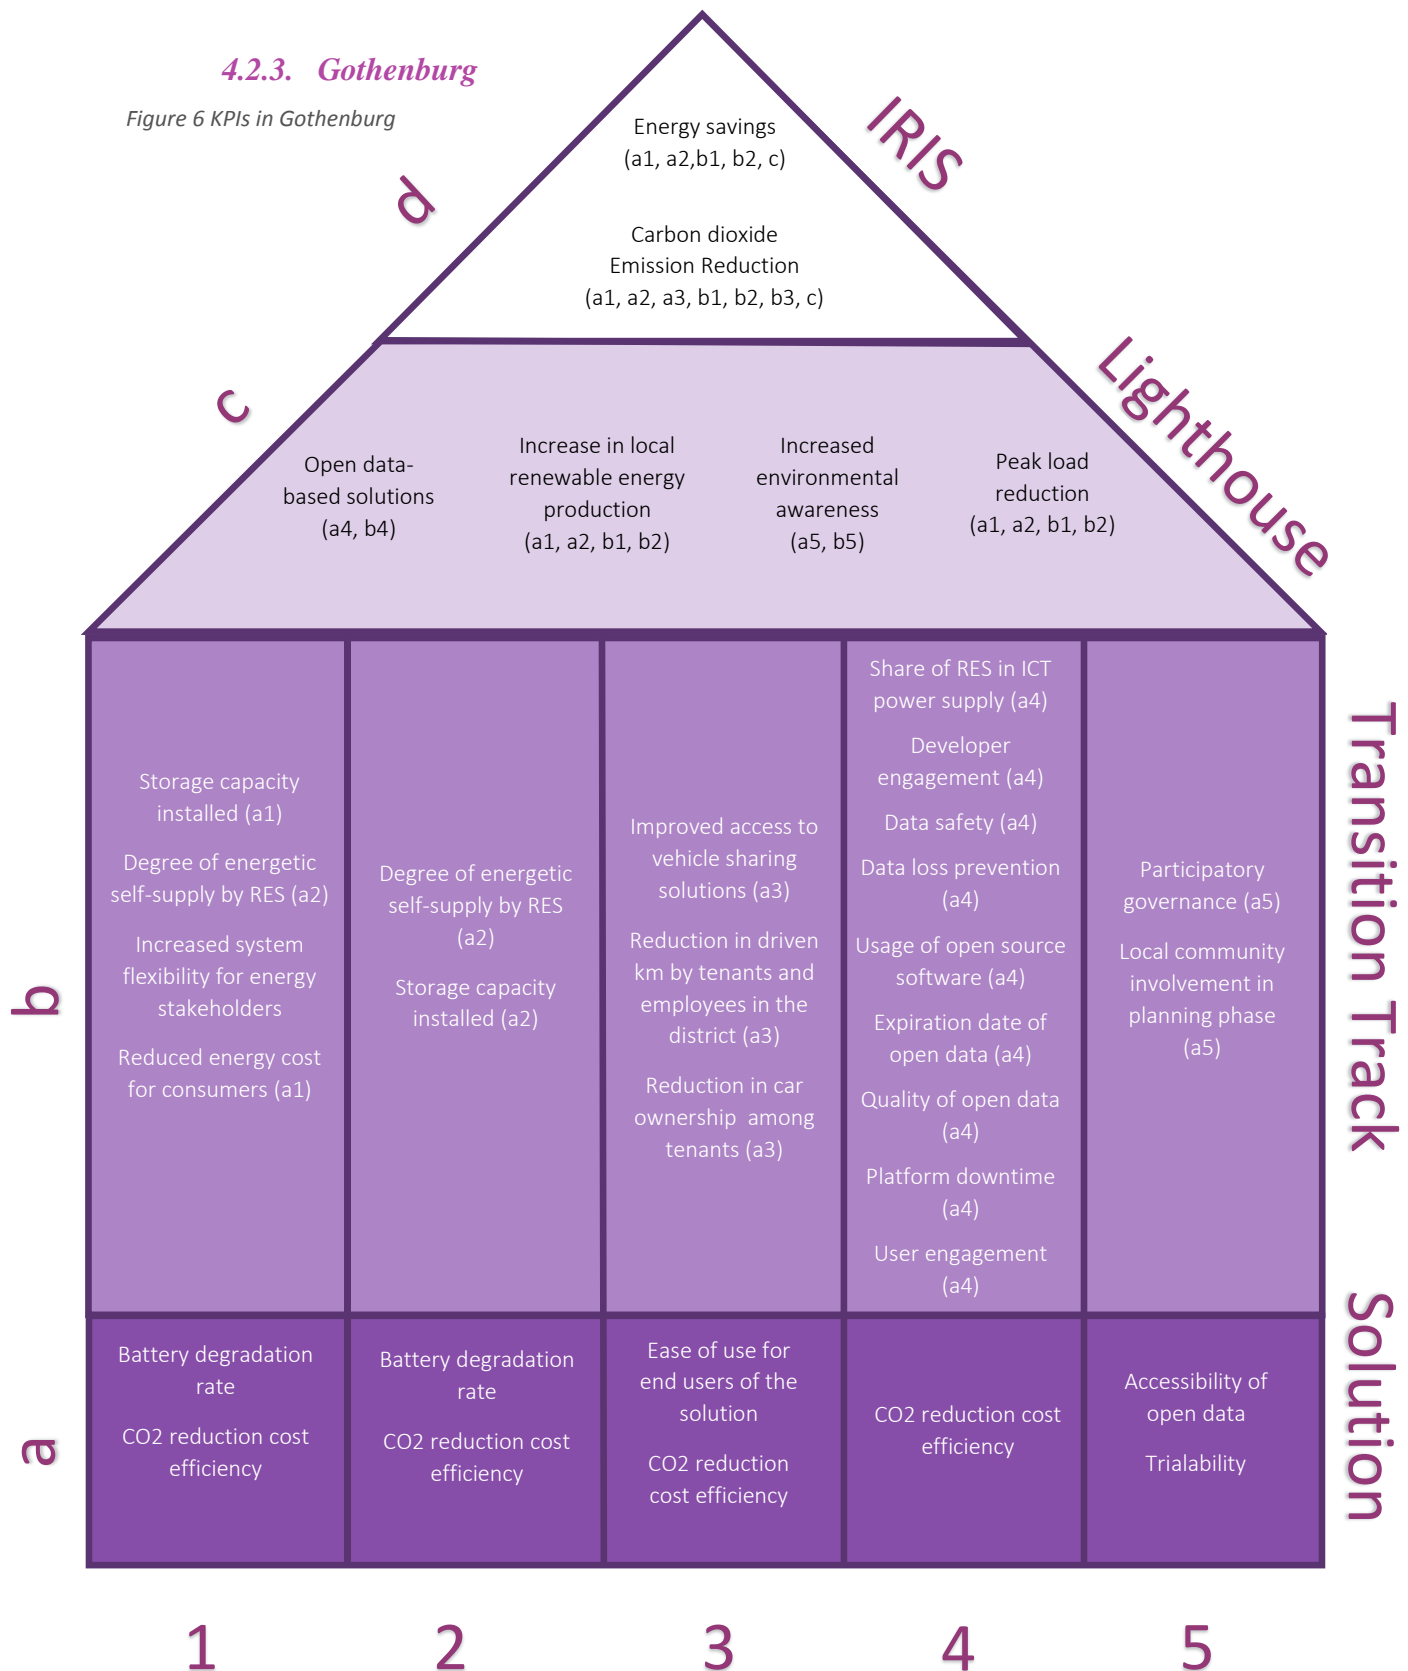 4.2.3. Gothenburg
Figure 6 KPIs in Gothenburg
IRIS
d
Energy savings
(a1, a2,b1, b2, c)
Carbon dioxide
Emission Reduction
(a1, a2, a3, b1, b2, b3, c)
Lighthouse
c
Open data-
based solutions
(a4, b4)
Increase in local
renewable energy
production
(a1, a2, b1, b2)
Increased
environmental
awareness
(a5, b5)
Peak load
reduction
(a1, a2, b1, b2)
Transition Track
b
Storage capacity
installed (a1)
Degree of energetic
self-supply by RES (a2)
Increased system
flexibility for energy
stakeholders
Reduced energy cost
for consumers (a1)
Degree of energetic
self-supply by RES
(a2)
Storage capacity
installed (a2)
Improved access to
vehicle sharing
solutions (a3)
Reduction in driven
km by tenants and
employees in the
district (a3)
Reduction in car
ownership  among
tenants (a3)
Share of RES in ICT
power supply (a4)
Developer
engagement (a4)
Data safety (a4)
Data loss prevention
(a4)
Usage of open source
software (a4)
Expiration date of
open data (a4)
Quality of open data
(a4)
Platform downtime
(a4)
User engagement
(a4)
Participatory
governance (a5)
Local community
involvement in
planning phase
(a5)
Solution
a
Battery degradation
rate
CO2 reduction cost
efficiency
Battery degradation
rate
CO2 reduction cost
efficiency
Ease of use for
end users of the
solution
CO2 reduction
cost efficiency
CO2 reduction cost
efficiency
Accessibility of
open data
Trialability
1
2
3
4
5